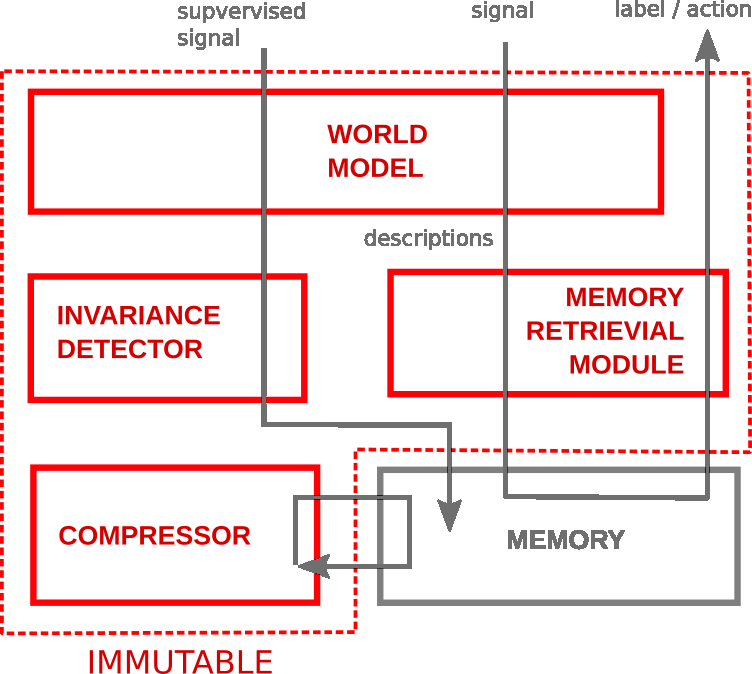 supvervised
signal
signal
label / action
WORLD
MODEL
descriptions
INVARIANCE
DETECTOR
MEMORY
RETRIEVIAL
MODULE
COMPRESSOR
MEMORY
IMMUTABLE